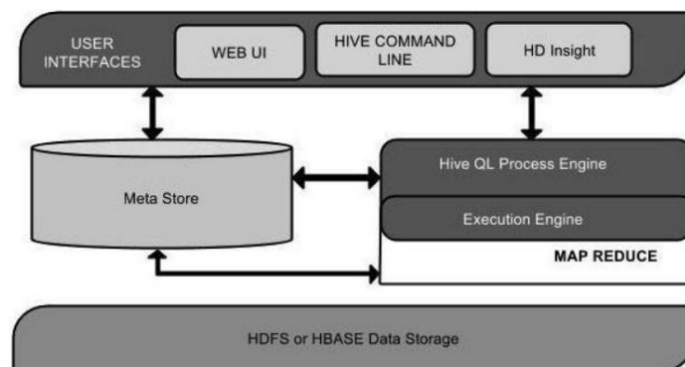 USER
INTERFACES
WEB UI
HIVE COMMAND
LINE
HD Insight
Meta Store
Hive QL Process Engine
Execution Engine
MAP REDUCE
HDFS or HBASE Data Storage